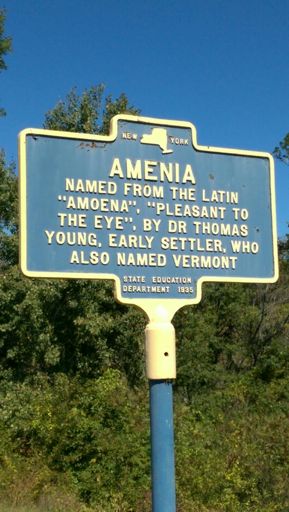 NEW YORK
AMENIA
NAMED FROM THE LATIN
"AMOENA", "PLEASANT TO
THE EYE", BY DR THOMAS
YOUNG, EARLY SETTLER, WHO
ALSO NAMED VERMONT
STATE EDUCATION
DEPARTMENT 1935